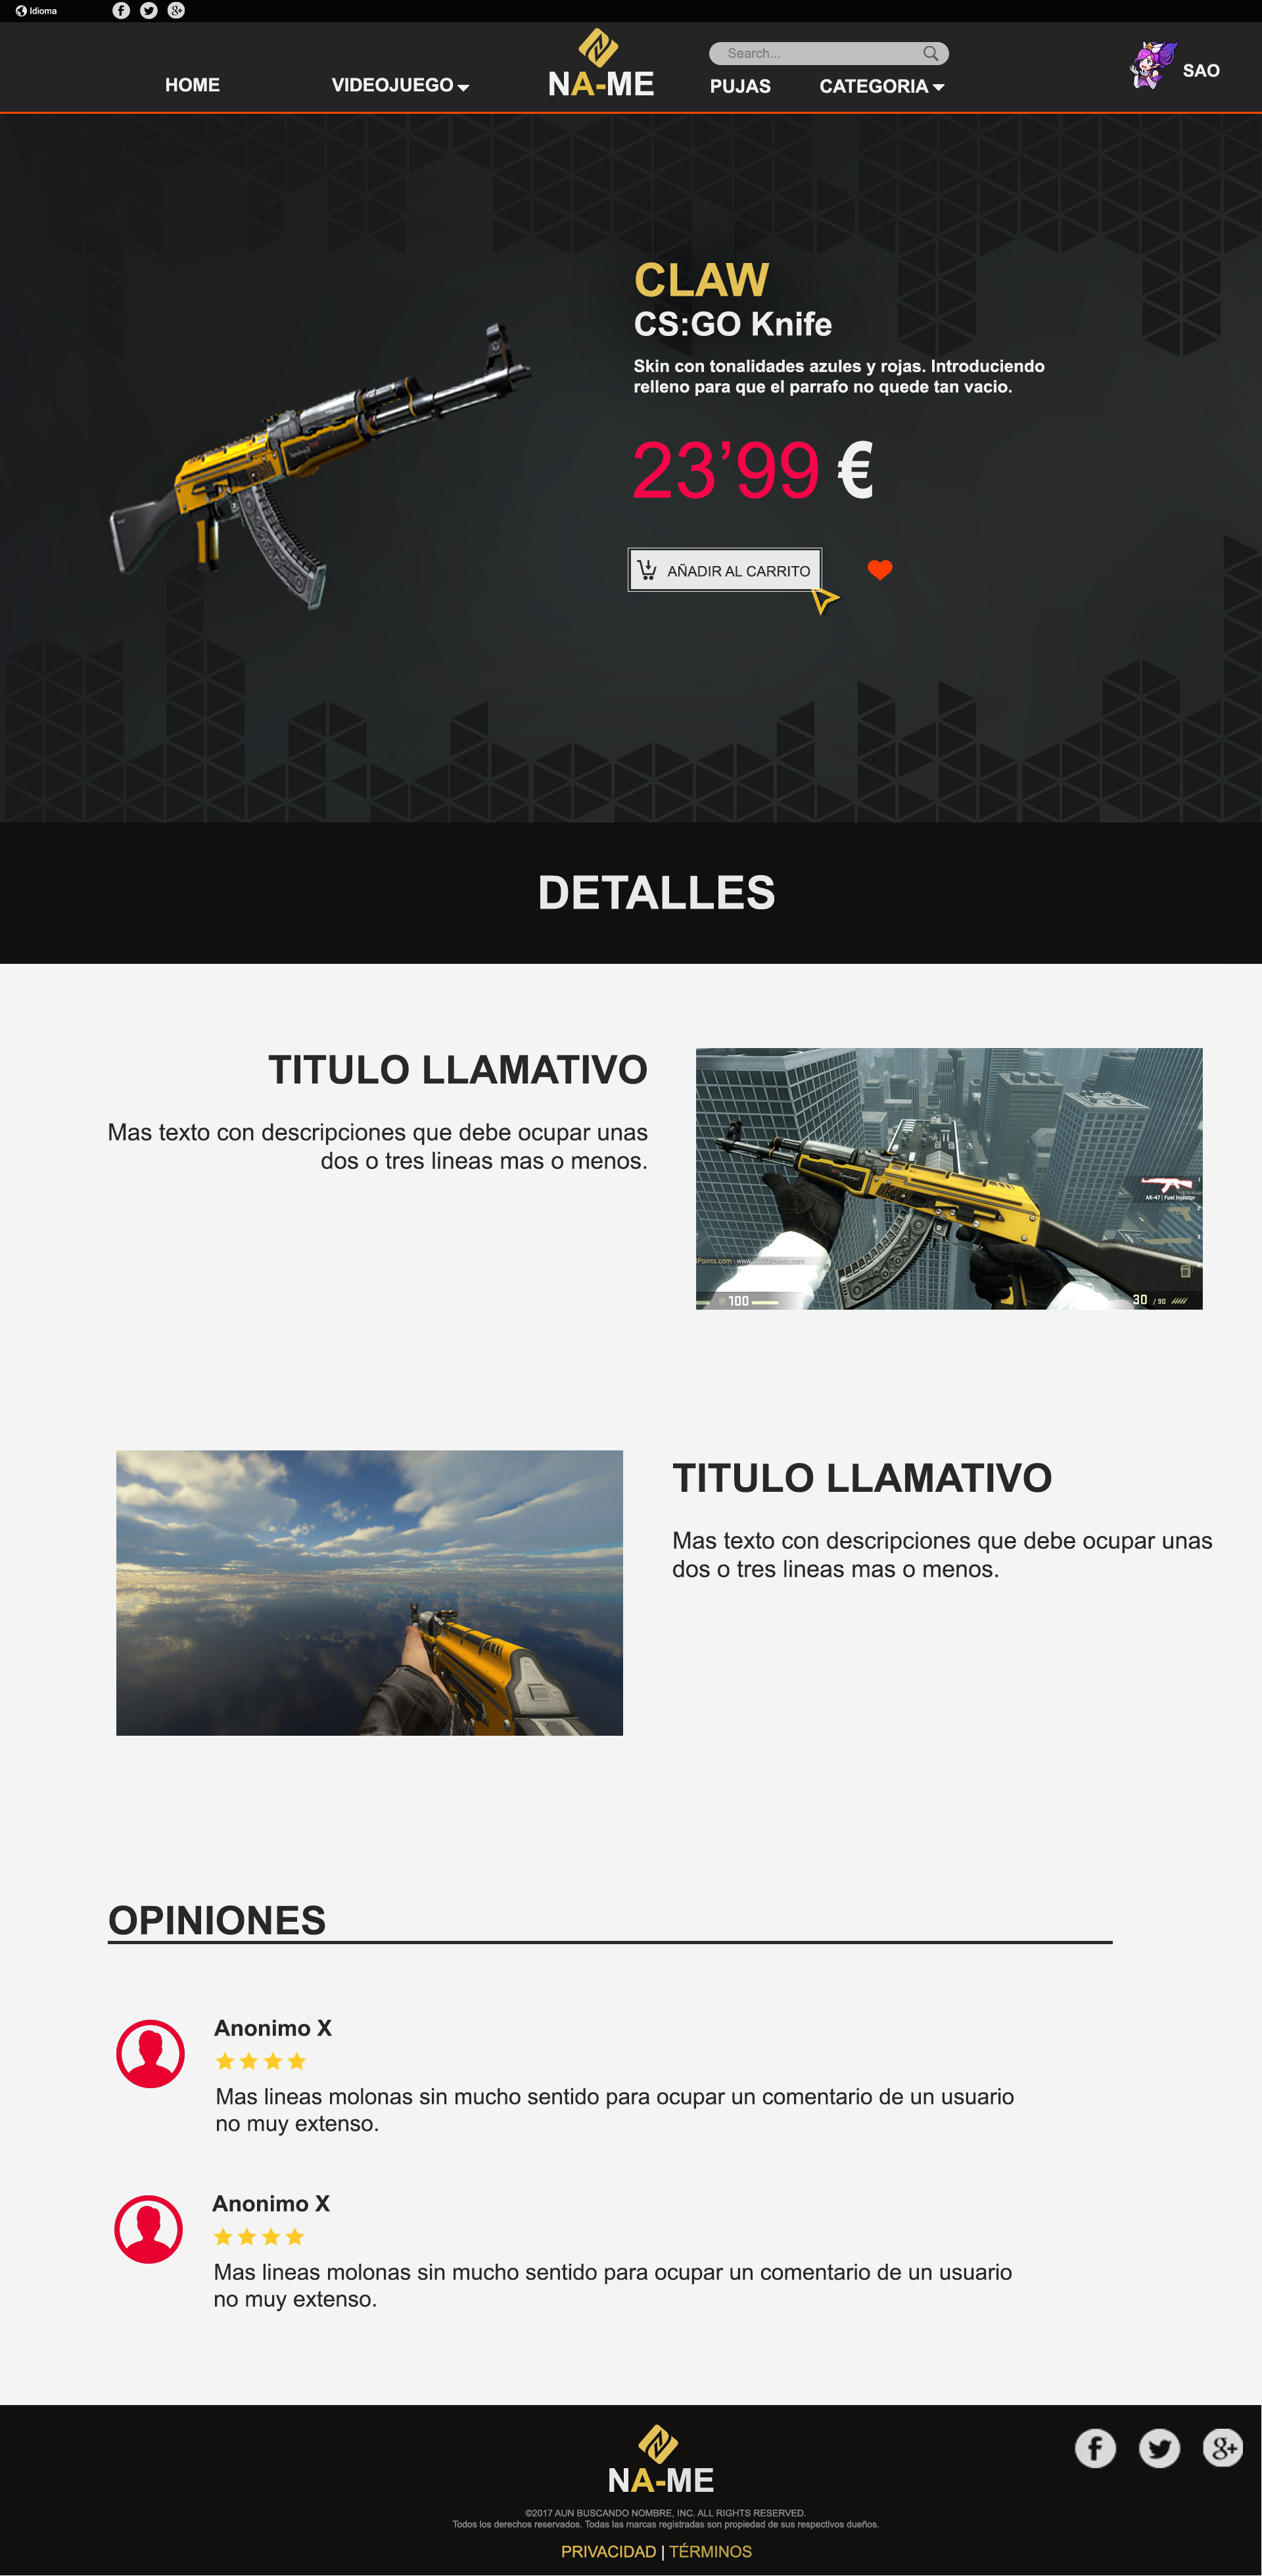 Idioma
Search...
HOME
VIDEOJUEGO
NA-ME
PUJAS
CATEGORIA
SAO
CLAW
CS:GO Knife
Skin con tonalidades azules y rojas. Introduciendo
relleno para que el parrafo no quede tan vacio.
23’99 €
AÑADIR AL CARRITO
DETALLES
TITULO LLAMATIVO
Mas texto con descripciones que debe ocupar unas
dos o tres lineas mas o menos.
AK-47 | Fuel Injector
100
30 / 90
TITULO LLAMATIVO
Mas texto con descripciones que debe ocupar unas
dos o tres lineas mas o menos.
OPINIONES
Anonimo X
Mas lineas molonas sin mucho sentido para ocupar un comentario de un usuario
no muy extenso.
Anonimo X
Mas lineas molonas sin mucho sentido para ocupar un comentario de un usuario
no muy extenso.
NA-ME
©2017 AUN BUSCANDO NOMBRE, INC. ALL RIGHTS RESERVED.
Todos los derechos reservados. Todas las marcas registradas son propiedad de sus respectivos dueños.
PRIVACIDAD | TÉRMINOS